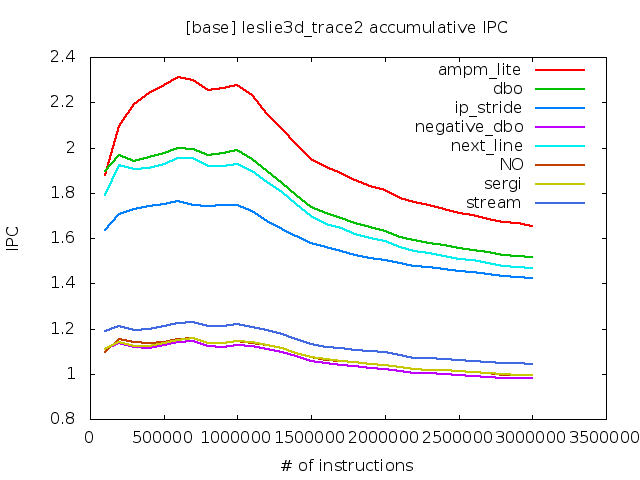 [base] leslie3d_trace2 accumulative IPC
2.4
2.2
2
1.8
1.6
1.4
1.2
1
0.8
IPC
ampm_lite
dbo
ip_stride
negative_dbo
next_line
NO
sergi
stream
0 500000 1000000 1500000 2000000 2500000 3000000 3500000
# of instructions